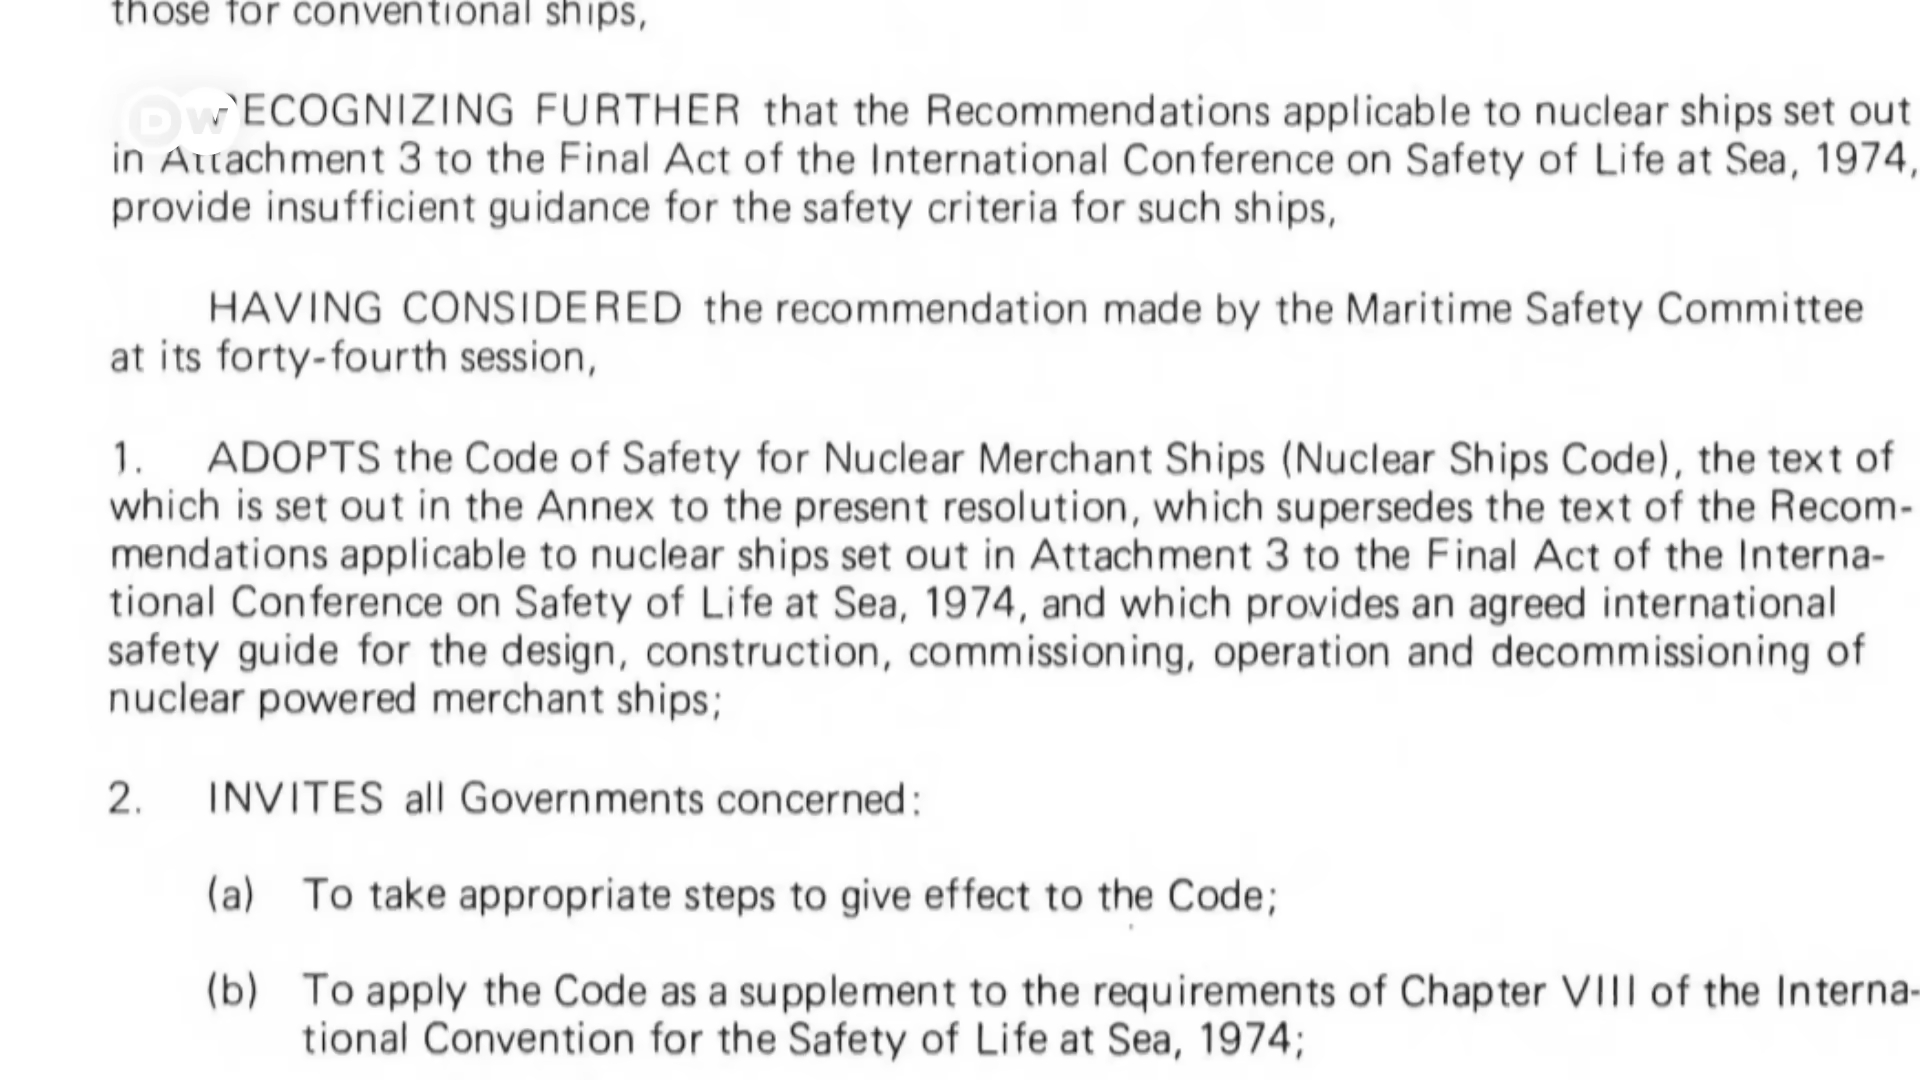 those for conventional ships,
DW
RECOGNIZING FURTHER that the Recommendations applicable to nuclear ships set out
in Attachment 3 to the Final Act of the International Conference on Safety of Life at Sea, 1974,
provide insufficient guidance for the safety criteria for such ships,
HAVING CONSIDERED the recommendation made by the Maritime Safety Committee
at its forty-fourth session,
1. ADOPTS the Code of Safety for Nuclear Merchant Ships (Nuclear Ships Code), the text of
which is set out in the Annex to the present resolution, which supersedes the text of the Recom-
mendations applicable to nuclear ships set out in Attachment 3 to the Final Act of the Interna-
tional Conference on Safety of Life at Sea, 1974, and which provides an agreed international
safety guide for the design, construction, commissioning, operation and decommissioning of
nuclear powered merchant ships;
2. INVITES all Governments concerned:
(a) To take appropriate steps to give effect to the Code;
(b) To apply the Code as a supplement to the requirements of Chapter VIII of the Interna-
tional Convention for the Safety of Life at Sea, 1974;